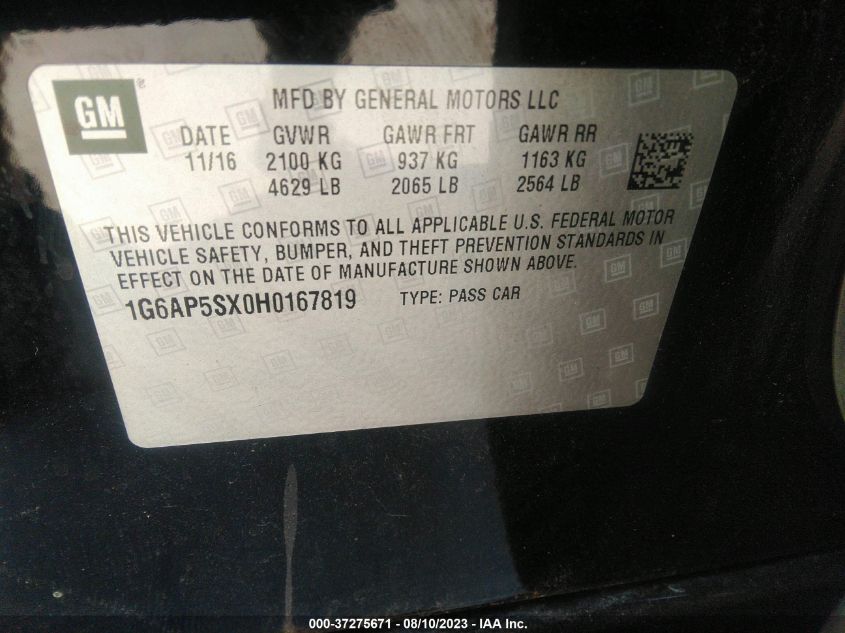 GM
®
MFD BY GENERAL MOTORS LLC
DATE GVWR GAWR FRT GAWR RR
11/16 2100 KG 937 KG 1163 KG
4629 LB 2065 LB 2564 LB
THIS VEHICLE CONFORMS TO ALL APPLICABLE U.S. FEDERAL MOTOR
VEHICLE SAFETY, BUMPER, AND THEFT PREVENTION STANDARDS IN
EFFECT ON THE DATE OF MANUFACTURE SHOWN ABOVE.
1G6AP5SX0H0167819 TYPE: PASS CAR
000-37275671 - 08/10/2023 - IAA Inc.